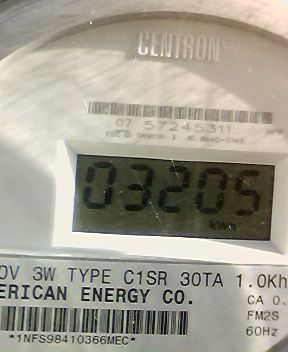 CENTRON
07 57245311
03205
kWh
0V 3W TYPE C1SR 30TA 1.0Kh
ERICAN ENERGY CO.
CA 0.
FM2S
60Hz
*1NFS98410366MEC*